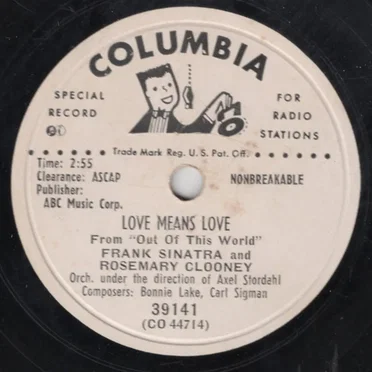 COLUMBIA
SPECIAL RECORD
FOR RADIO STATIONS
Trade Mark Reg. U.S. Pat. Off.
Time: 2:55
Clearance: ASCAP
NONBREAKABLE
Publisher:
ABC Music Corp.
LOVE MEANS LOVE
From "Out Of This World"
FRANK SINATRA and
ROSEMARY CLOONEY
Orch. under the direction of Axel Stordahl
Composers: Bonnie Lake, Carl Sigman
39141
(CO 44714)